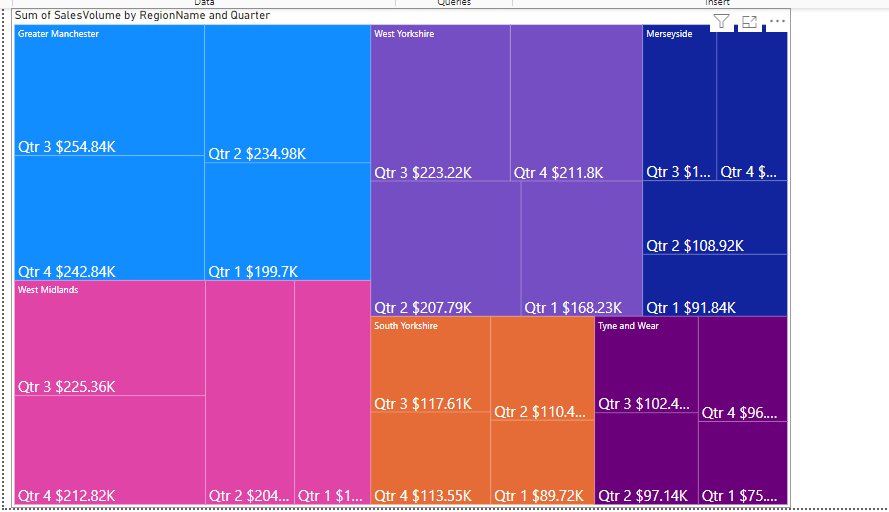 Data
Queries
Insert
Sum of SalesVolume by RegionName and Quarter
Greater Manchester
Qtr 3 $254.84K
Qtr 2 $234.98K
Qtr 4 $242.84K
Qtr 1 $199.7K
West Midlands
Qtr 3 $225.36K
Qtr 4 $212.82K
Qtr 2 $204...
Qtr 1 $1...
West Yorkshire
Qtr 3 $223.22K
Qtr 4 $211.8K
Qtr 2 $207.79K
Qtr 1 $168.23K
Merseyside
Qtr 3 $1...
Qtr 4 $...
Qtr 2 $108.92K
Qtr 1 $91.84K
South Yorkshire
Qtr 3 $117.61K
Qtr 2 $110.4...
Qtr 4 $113.55K
Qtr 1 $89.72K
Tyne and Wear
Qtr 3 $102.4...
Qtr 4 $96....
Qtr 2 $97.14K
Qtr 1 $75....